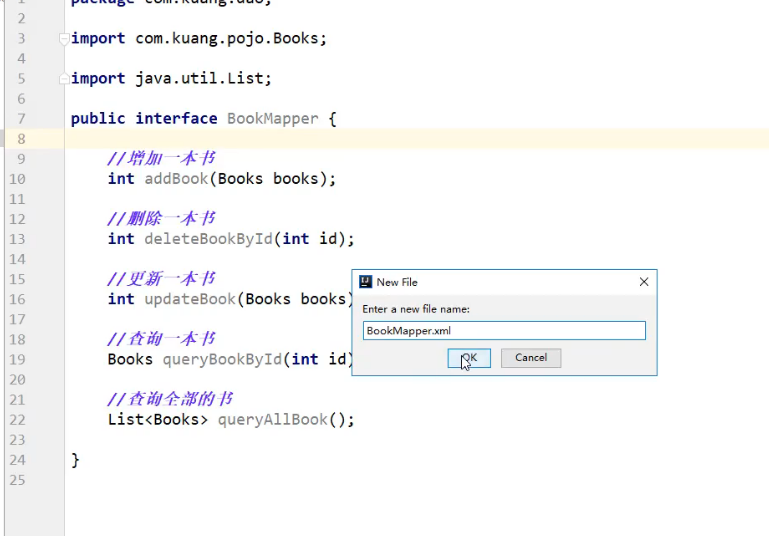 1 package com.kuang.dao;
2
3 import com.kuang.pojo.Books;
4
5 import java.util.List;
6
7 public interface BookMapper {
8
9 //增加一本书
10 int addBook(Books books);
11
12 //删除一本书
13 int deleteBookById(int id);
14
15 //更新一本书
16 int updateBook(Books books)
17
18 //查询一本书
19 Books queryBookById(int id)
20
21 //查询全部的书
22 List<Books> queryAllBook();
23
24 }
25
New File
Enter a new file name:
BookMapper.xml
OK Cancel